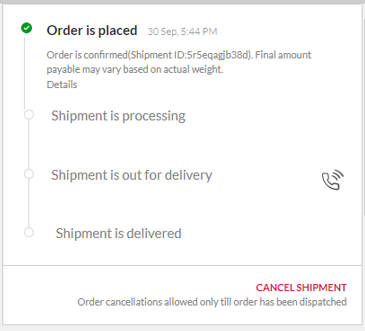 Order is placed 30 Sep, 5:44 PM
Order is confirmed(Shipment ID:5r5eqagjb38d). Final amount
payable may vary based on actual weight.
Details
Shipment is processing
Shipment is out for delivery
Shipment is delivered
CANCEL SHIPMENT
Order cancellations allowed only till order has been dispatched